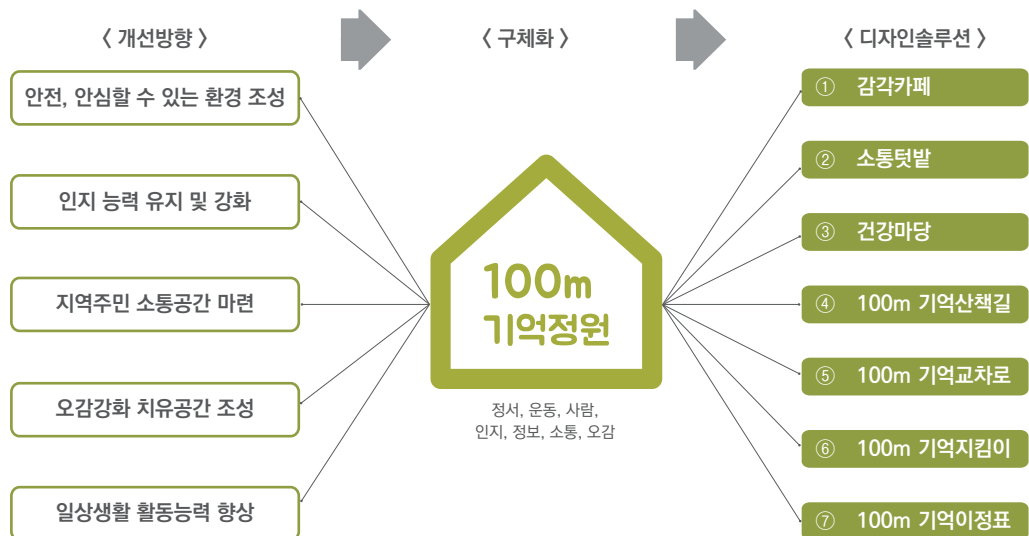 〈 개선방향 〉
〈 구체화 〉
〈 디자인솔루션 〉
안전, 안심할 수 있는 환경 조성
인지 능력 유지 및 강화
지역주민 소통공간 마련
오감강화 치유공간 조성
일상생활 활동능력 향상
100m
기억정원
정서, 운동, 사람,
인지, 정보, 소통, 오감
① 감각카페
② 소통텃밭
③ 건강마당
④ 100m 기억산책길
⑤ 100m 기억교차로
⑥ 100m 기억지킴이
⑦ 100m 기억이정표